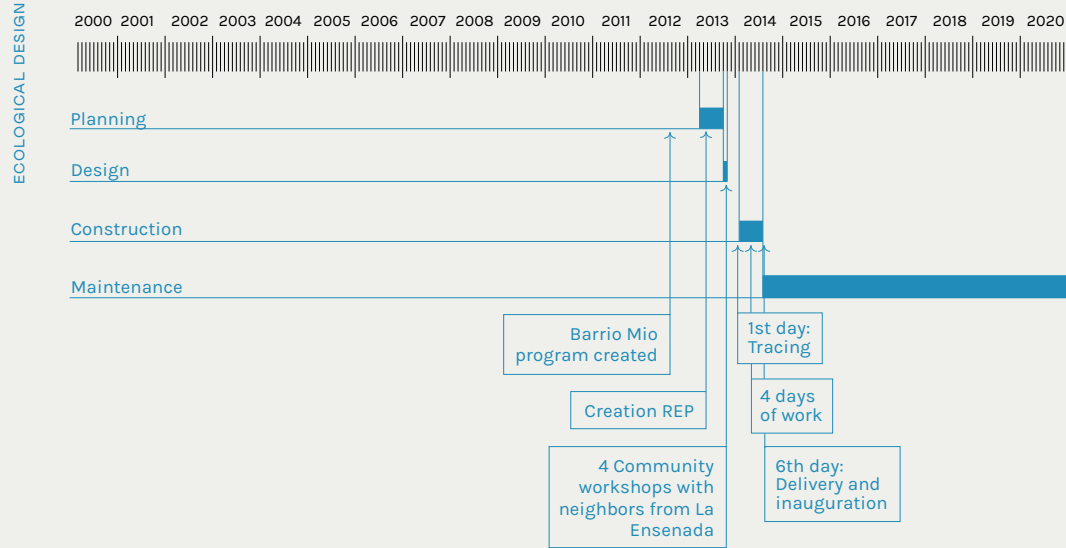 ECOLOGICAL DESIGN
2000 2001 2002 2003 2004 2005 2006 2007 2008 2009 2010 2011 2012 2013 2014 2015 2016 2017 2018 2019 2020
Planning
Design
Construction
Maintenance
Barrio Mio
program created
Creation REP
4 Community
workshops with
neighbors from La
Ensenada
1st day:
Tracing
4 days
of work
6th day:
Delivery and
inauguration